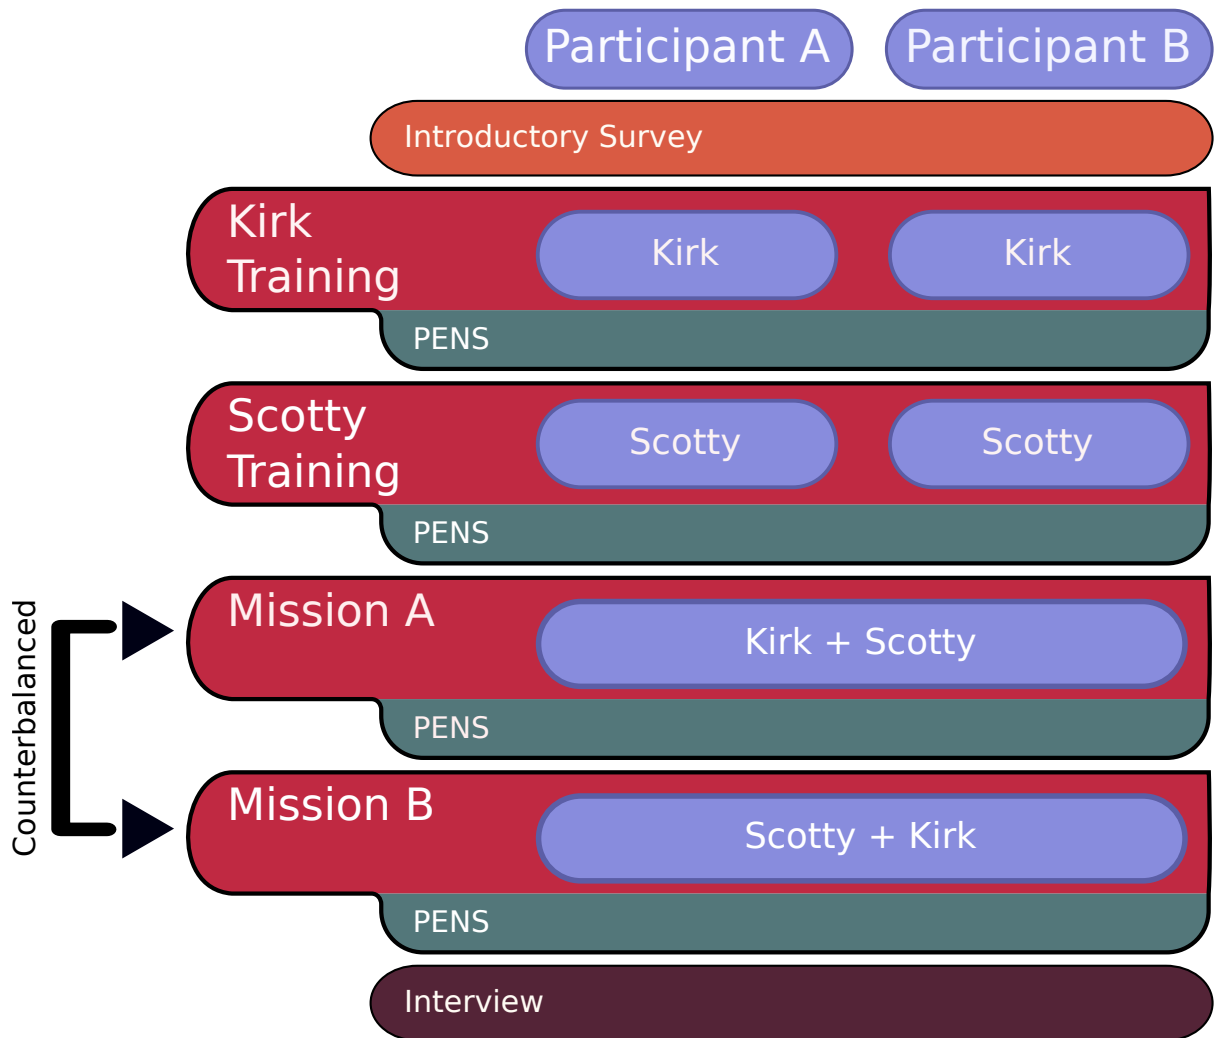 Participant A
Participant B
Introductory Survey
Kirk
Training
Kirk
Kirk
PENS
Scotty
Training
Scotty
Scotty
PENS
Counterbalanced
Mission A
Kirk + Scotty
PENS
Mission B
Scotty + Kirk
PENS
Interview